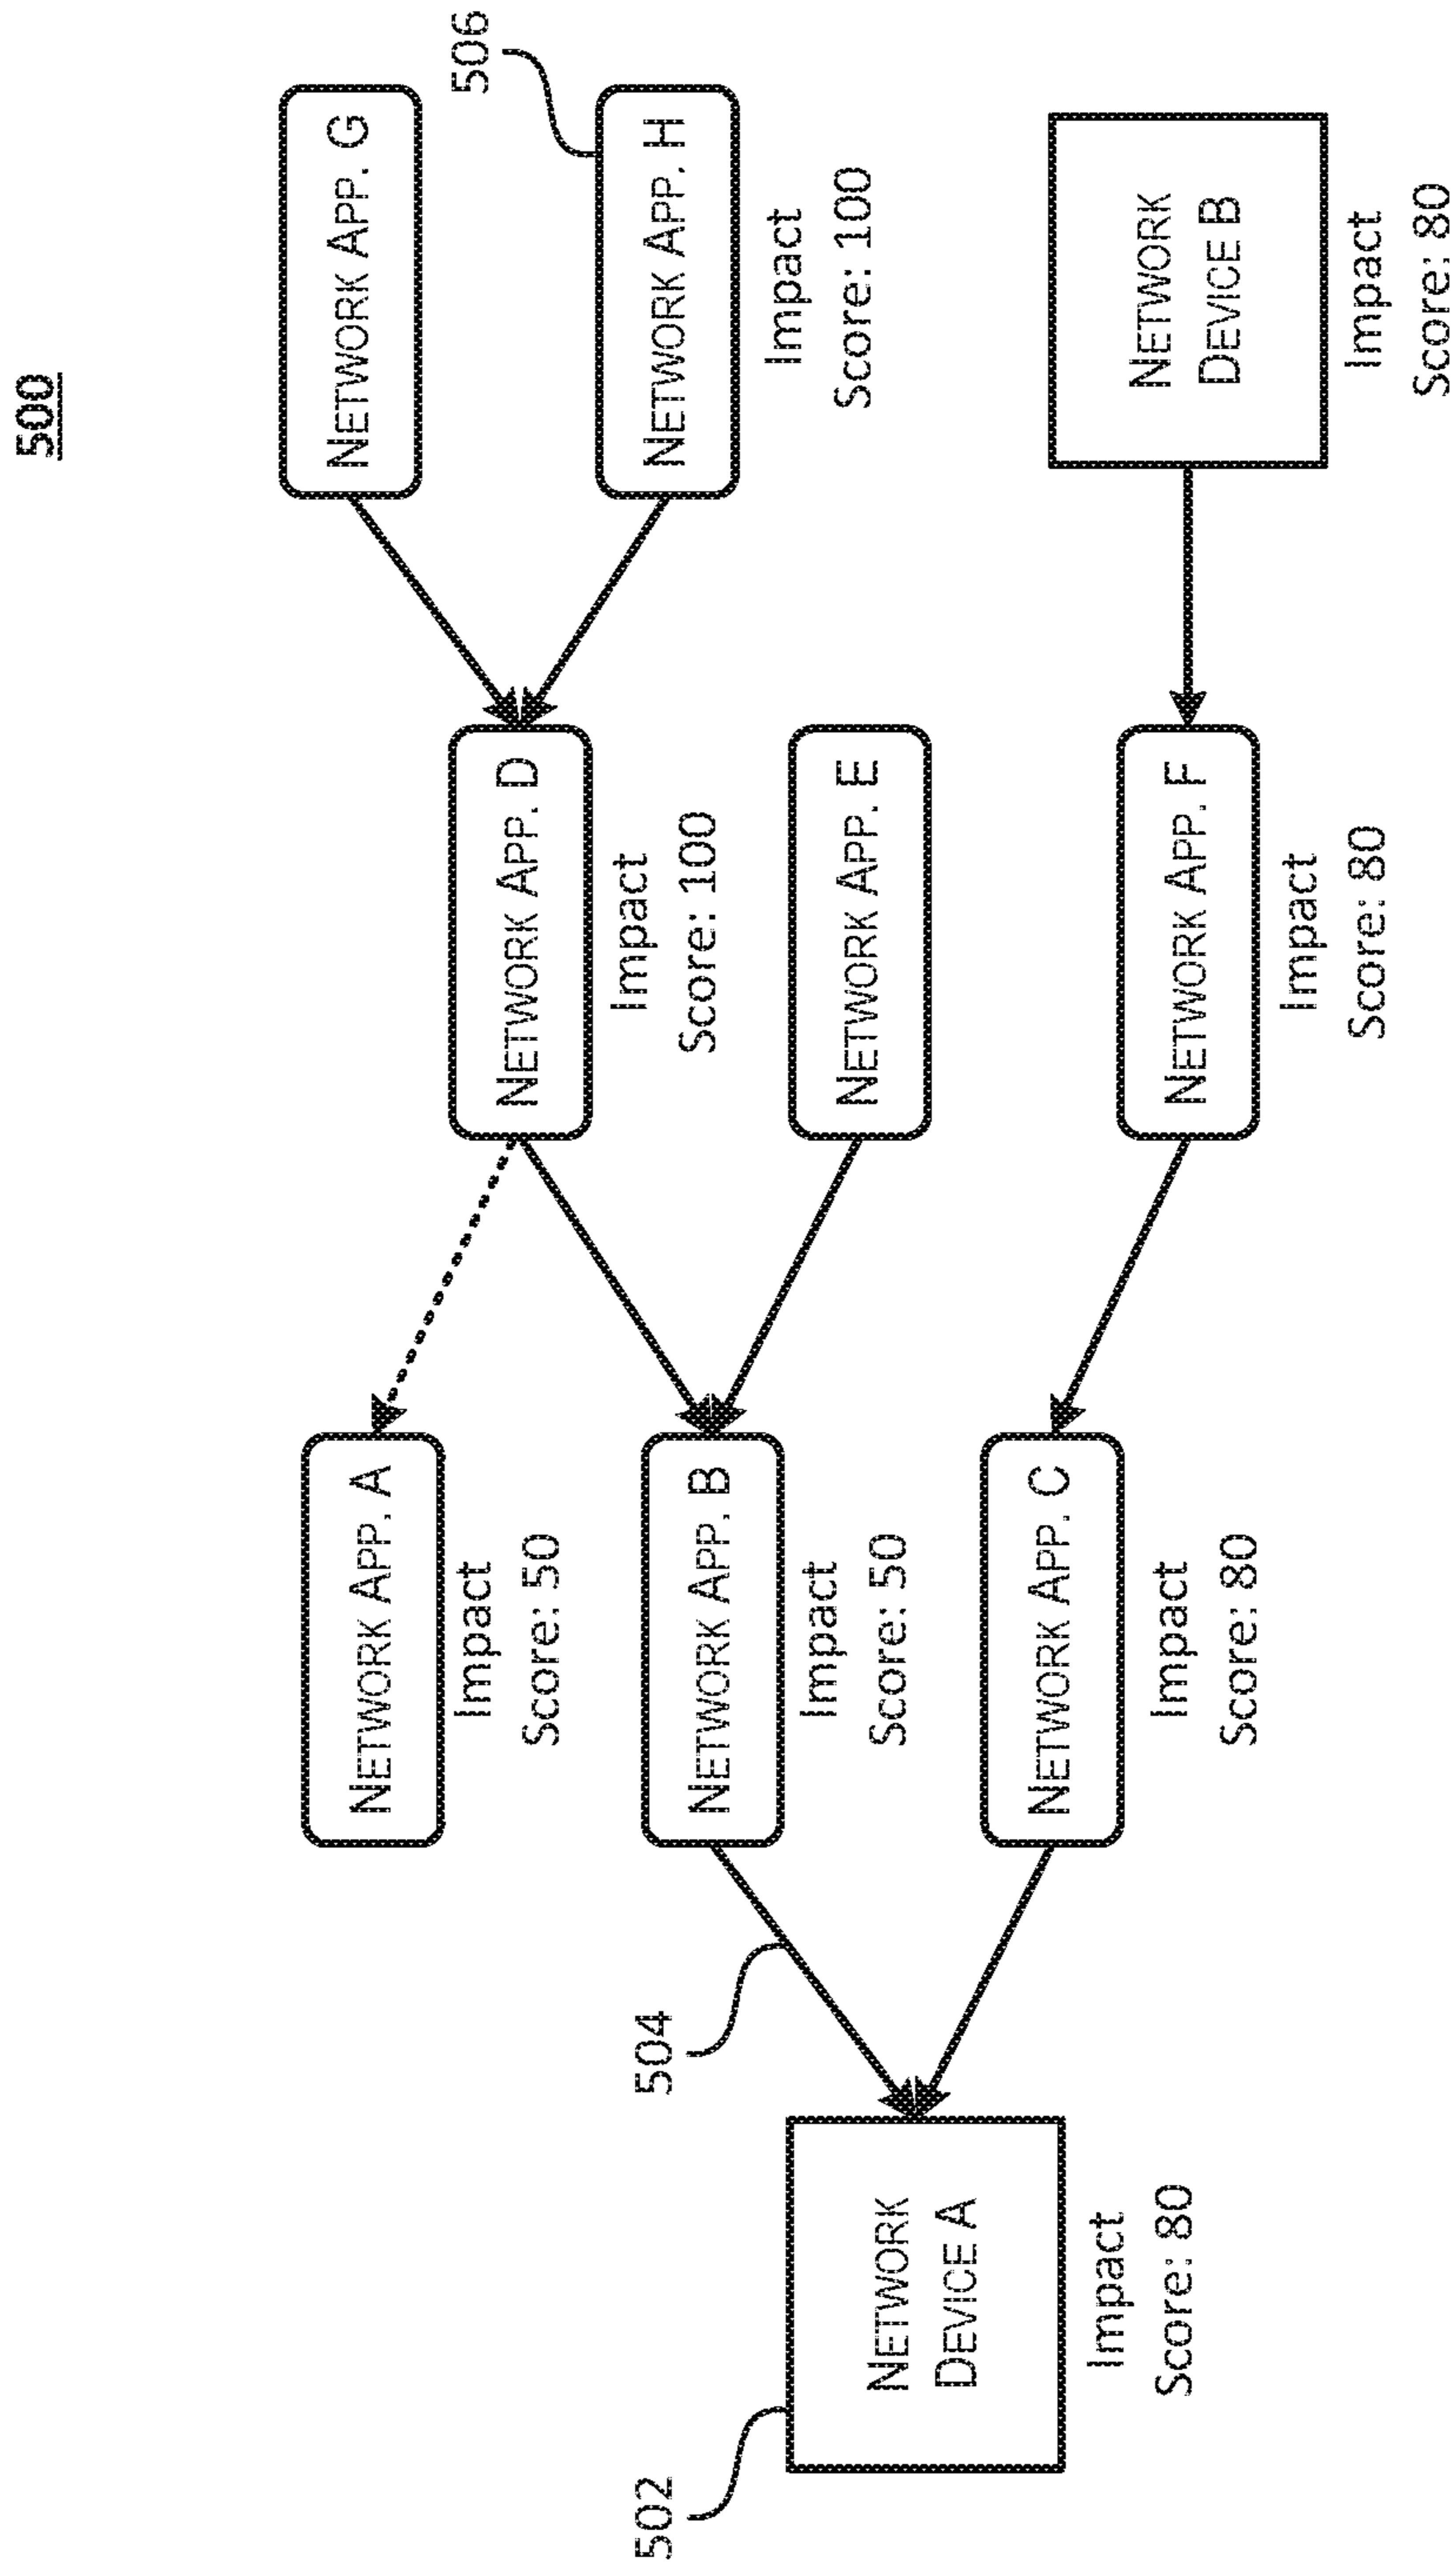 500
NETWORK APP. G
506
NETWORK APP. H
Impact
Score: 100
NETWORK APP. D
Impact
Score: 100
NETWORK APP. E
NETWORK
DEVICE B
Impact
Score: 80
NETWORK APP. F
Impact
Score: 80
NETWORK APP. A
Impact
Score: 50
NETWORK APP. B
Impact
Score: 50
NETWORK APP. C
Impact
Score: 80
504
502
NETWORK
DEVICE A
Impact
Score: 80